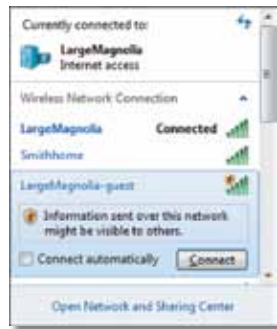 Currently connected to:
LargeMagnolia
Internet access
Wireless Network Connection
LargeMagnolia Connected
Smithhome
LargeMagnolia-guest
Information sent over this network
might be visible to others.
Connect automatically Connect
Open Network and Sharing Center